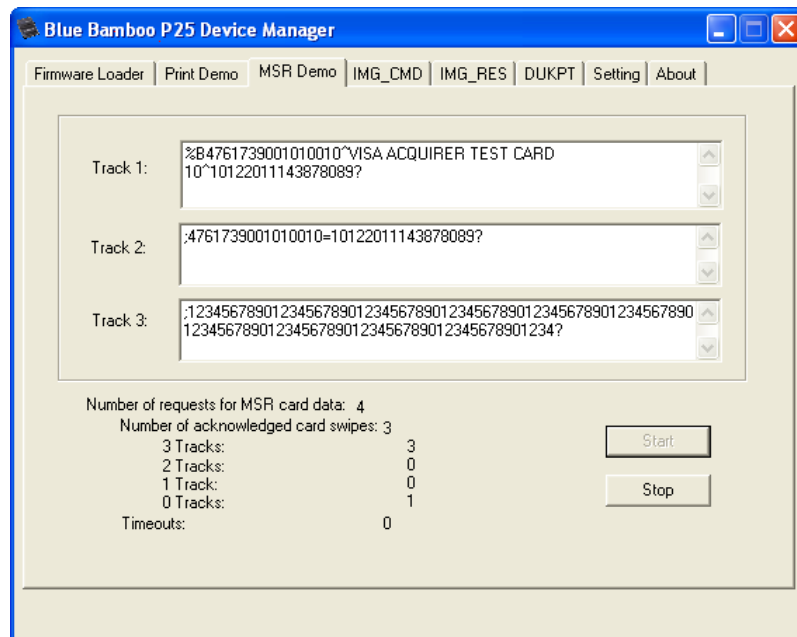 Blue Bamboo P25 Device Manager
Firmware Loader Print Demo MSR Demo IMG_CMD IMG_RES DUKPT Setting About
Track 1:
%B4761739001010010^VISA ACQUIRER TEST CARD
10^10122011143878089?
Track 2:
;4761739001010010=10122011143878089?
Track 3:
;123456789012345678901234567890123456789012345678901234567890
12345678901234567890123456789012345678901234?
Number of requests for MSR card data: 4
Number of acknowledged card swipes: 3
3 Tracks: 3
2 Tracks: 0
1 Track: 0
0 Tracks: 1
Timeouts: 0
Start
Stop